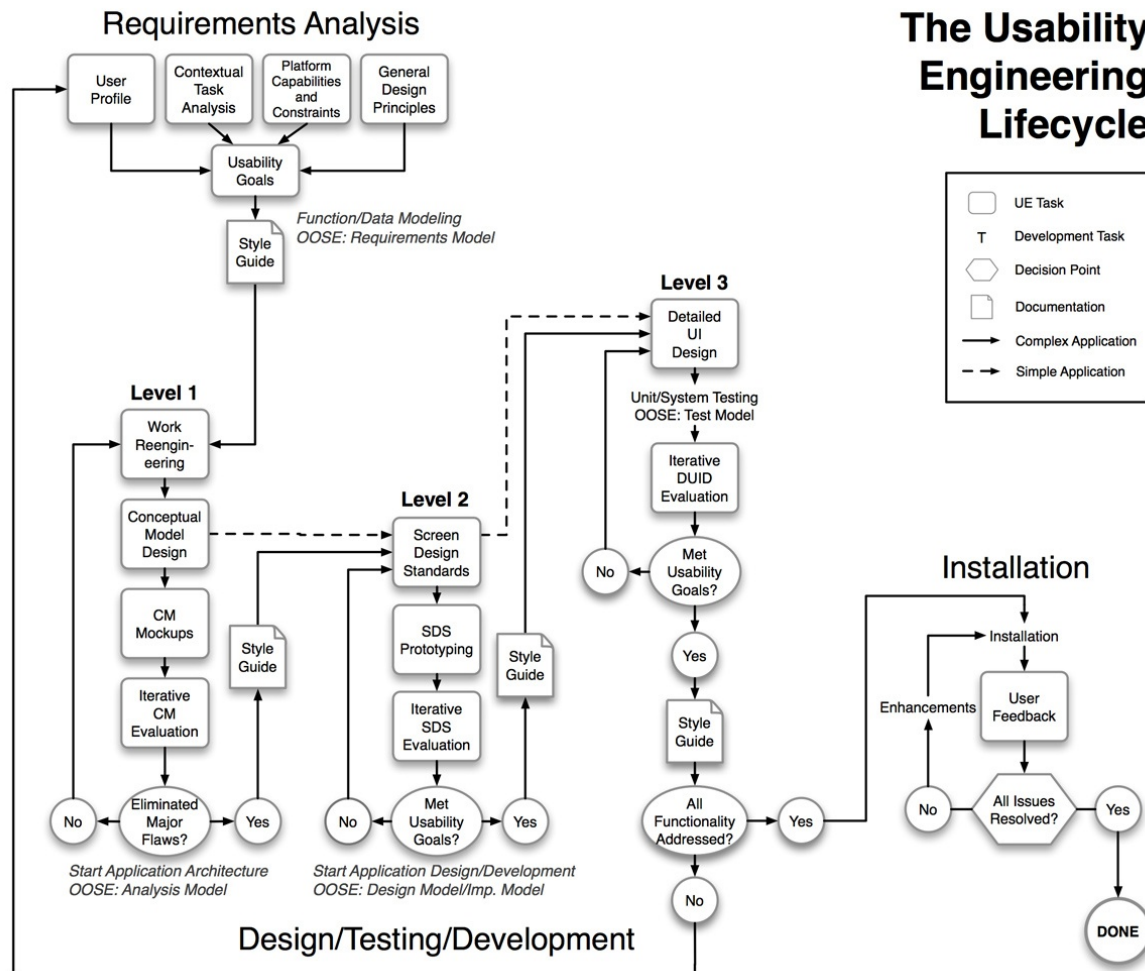 Requirements Analysis
The Usability
Engineering
Lifecycle
User
Profile
Contextual
Task
Analysis
Platform
Capabilities
and
Constraints
General
Design
Principles
Usability
Goals
Function/Data Modeling
OOSE: Requirements Model
Style
Guide
UE Task
T
Development Task
Decision Point
Documentation
Complex Application
Simple Application
Level 1
Work
Reengin-
eering
Conceptual
Model
Design
CM
Mockups
Iterative
CM
Evaluation
Eliminated
Major
Flaws?
No
Yes
Style
Guide
Start Application Architecture
OOSE: Analysis Model
Level 2
Screen
Design
Standards
SDS
Prototyping
Iterative
SDS
Evaluation
Met
Usability
Goals?
No
Yes
Style
Guide
Start Application Design/Development
OOSE: Design Model/Imp. Model
Level 3
Detailed
UI
Design
Unit/System Testing
OOSE: Test Model
Iterative
DUID
Evaluation
Met
Usability
Goals?
No
Yes
Style
Guide
All
Functionality
Addressed?
Yes
No
Design/Testing/Development
Installation
Installation
User
Feedback
Enhancements
All Issues
Resolved?
No
Yes
DONE